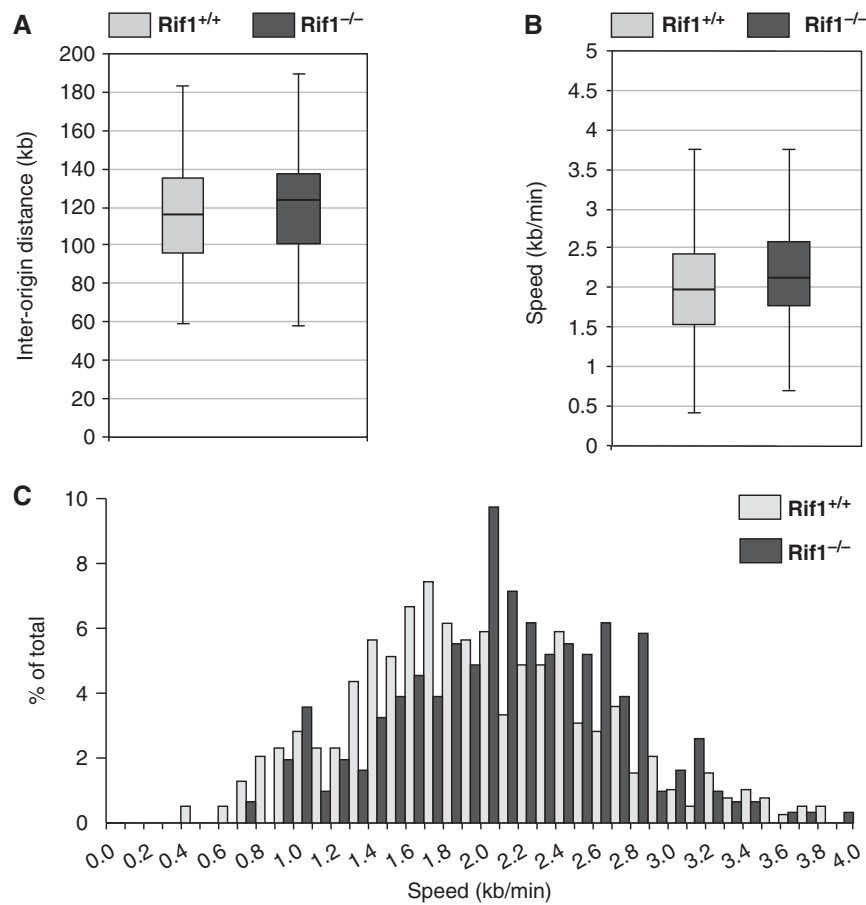 A
Rif1+/+ Rif1–/–
Inter-origin distance (kb)
200
180
160
140
120
100
80
60
40
20
0
B
Rif1+/+ Rif1–/–
Speed (kb/min)
5
4.5
4
3.5
3
2.5
2
1.5
1
0.5
0
C
Rif1+/+
Rif1–/–
% of total
10
8
6
4
2
0
0.0 0.2 0.4 0.6 0.8 1.0 1.2 1.4 1.6 1.8 2.0 2.2 2.4 2.6 2.8 3.0 3.2 3.4 3.6 3.8 4.0
Speed (kb/min)